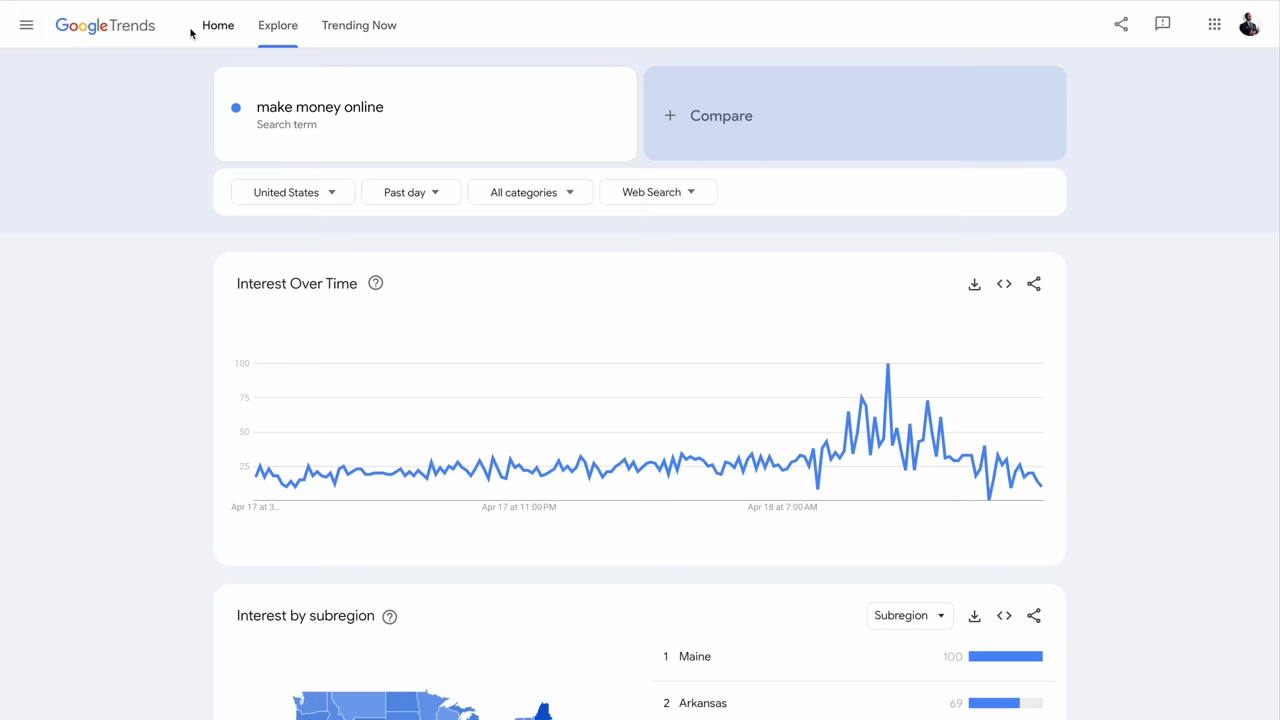 Google Trends
Home
Explore
Trending Now
make money online
Search term
+ Compare
United States
Past day
All categories
Web Search
Interest Over Time
100
75
50
25
Apr 17 at 3...
Apr 17 at 11:00 PM
Apr 18 at 7:00 AM
Interest by subregion
Subregion
1 Maine 100
2 Arkansas 69